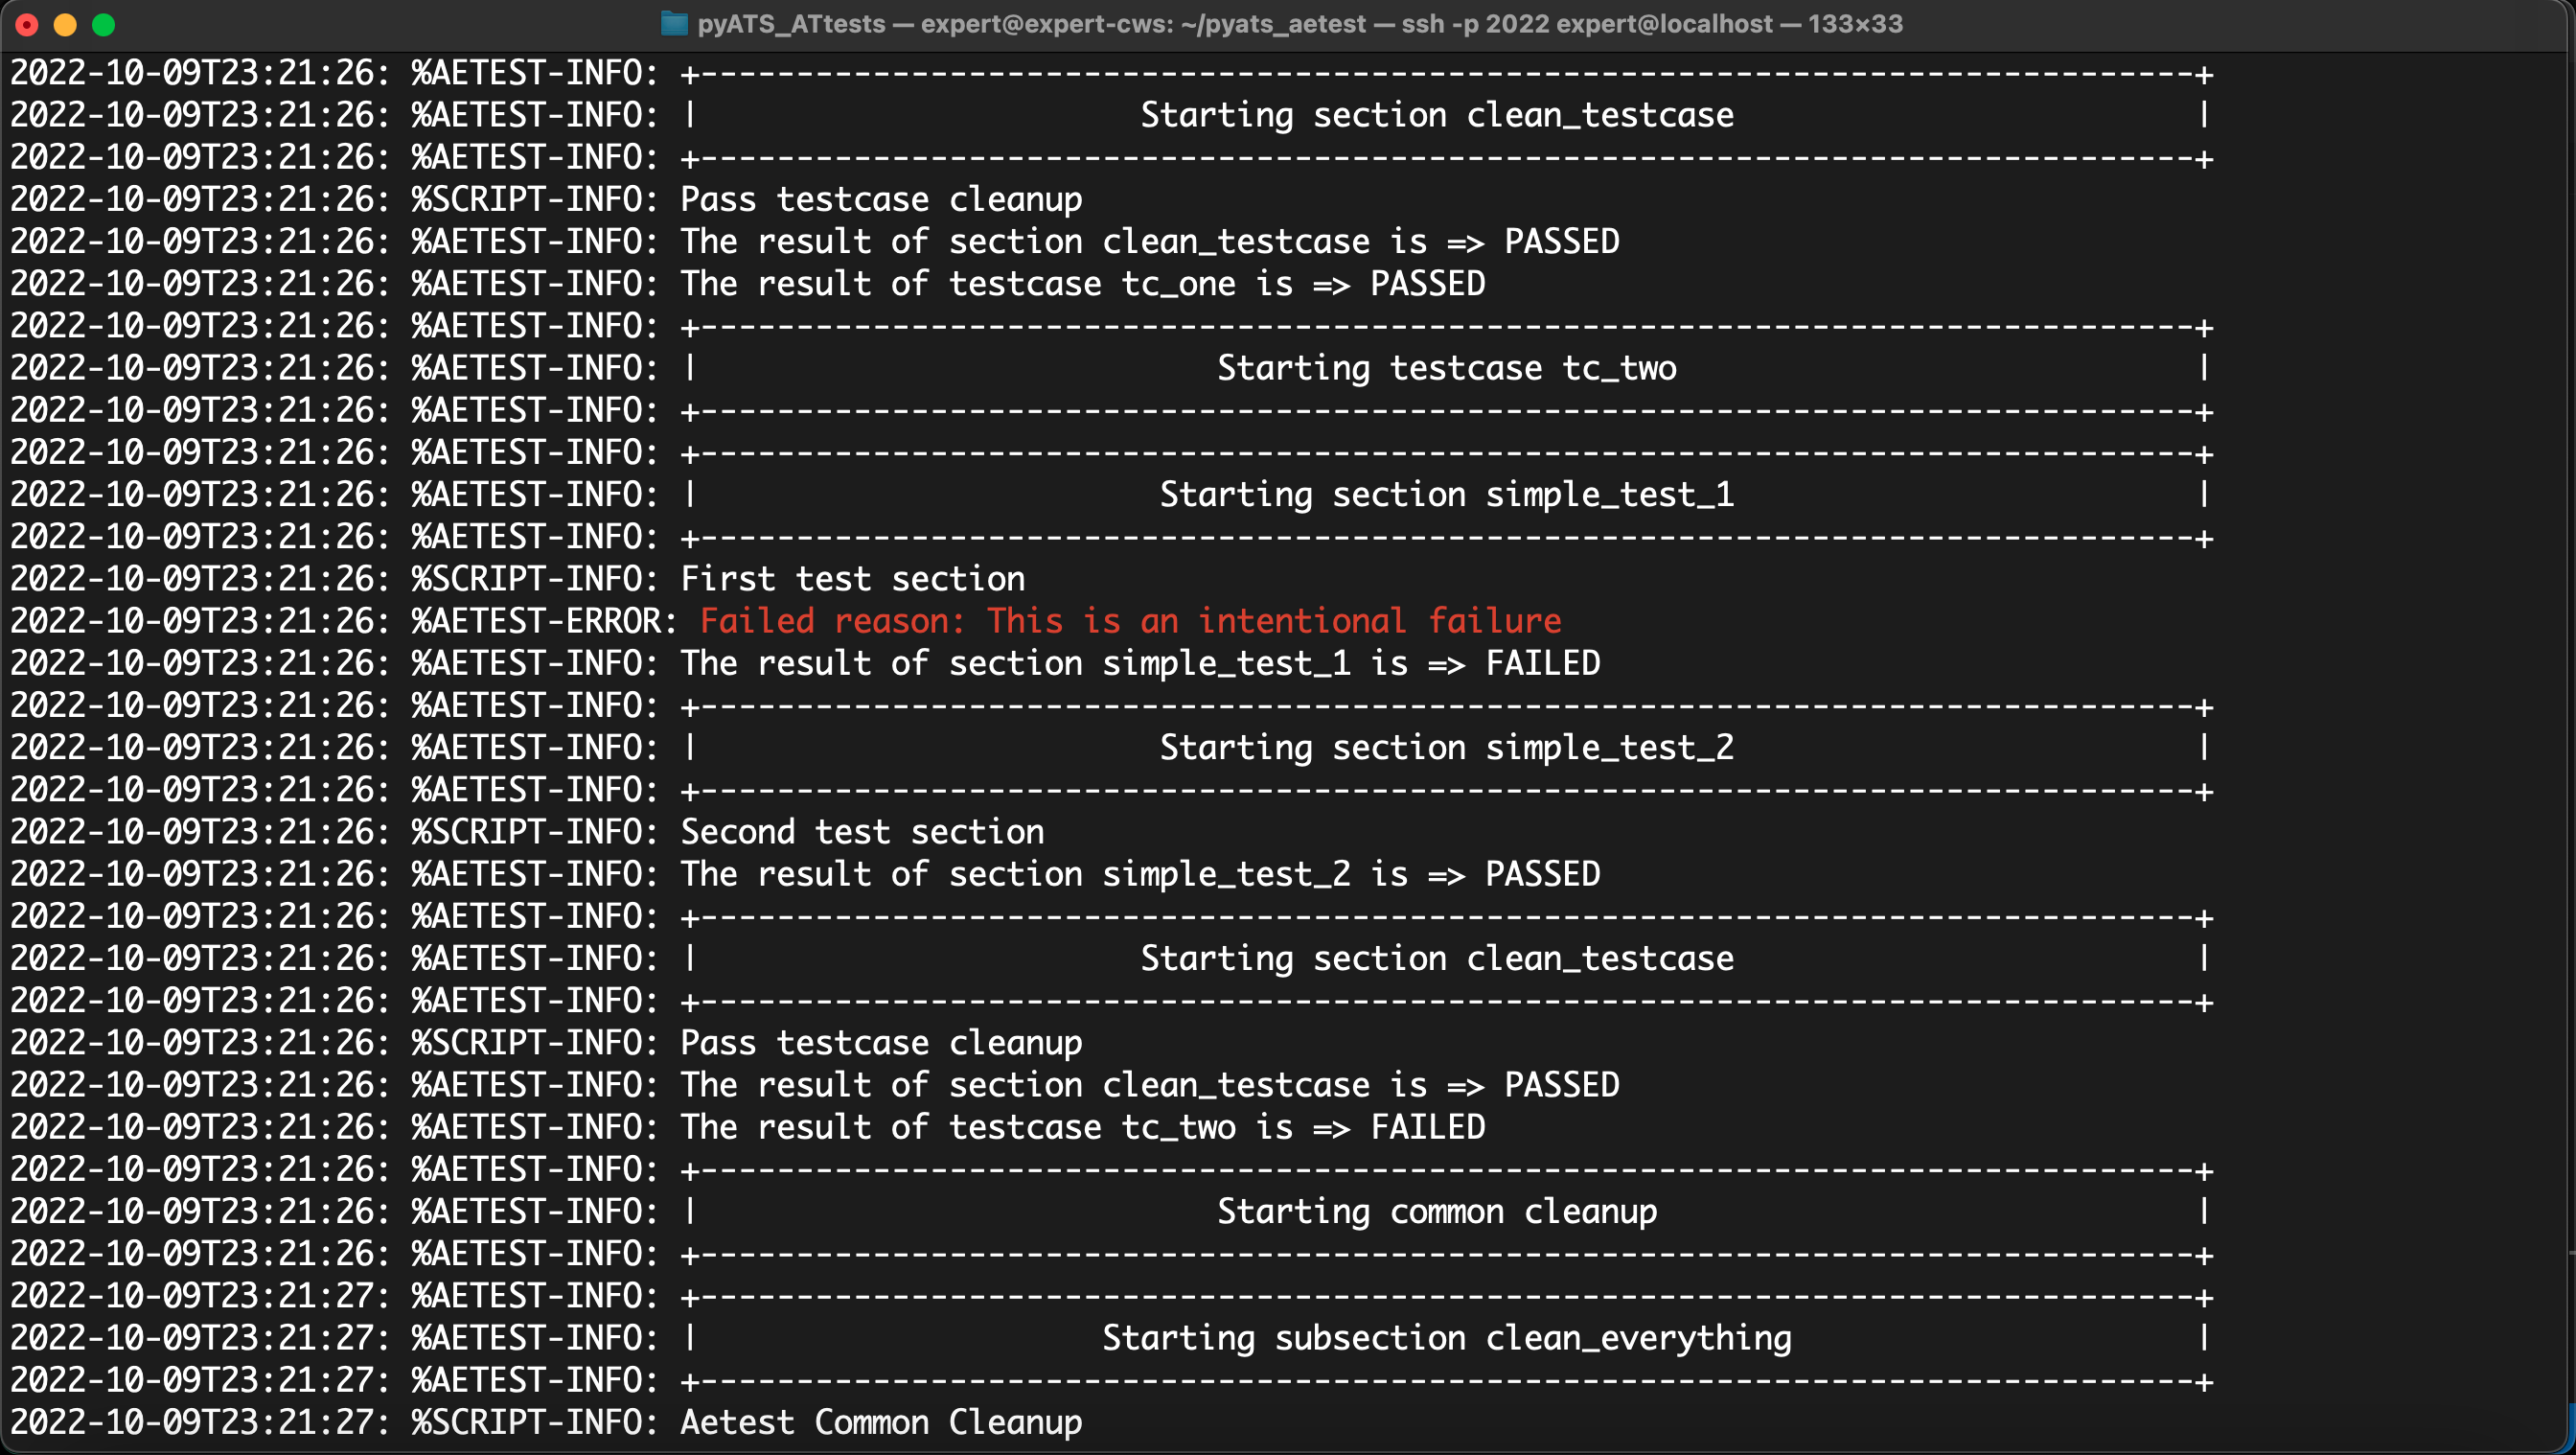 pyATS_ATtests — expert@expert-cws: ~/pyats_aetest — ssh -p 2022 expert@localhost — 133×33
2022-10-09T23:21:26: %AETEST-INFO: +------------------------------------------------------------------------------+
2022-10-09T23:21:26: %AETEST-INFO: |                       Starting section clean_testcase                        |
2022-10-09T23:21:26: %AETEST-INFO: +------------------------------------------------------------------------------+
2022-10-09T23:21:26: %SCRIPT-INFO: Pass testcase cleanup
2022-10-09T23:21:26: %AETEST-INFO: The result of section clean_testcase is => PASSED
2022-10-09T23:21:26: %AETEST-INFO: The result of testcase tc_one is => PASSED
2022-10-09T23:21:26: %AETEST-INFO: +------------------------------------------------------------------------------+
2022-10-09T23:21:26: %AETEST-INFO: |                           Starting testcase tc_two                           |
2022-10-09T23:21:26: %AETEST-INFO: +------------------------------------------------------------------------------+
2022-10-09T23:21:26: %AETEST-INFO: +------------------------------------------------------------------------------+
2022-10-09T23:21:26: %AETEST-INFO: |                        Starting section simple_test_1                        |
2022-10-09T23:21:26: %AETEST-INFO: +------------------------------------------------------------------------------+
2022-10-09T23:21:26: %SCRIPT-INFO: First test section
2022-10-09T23:21:26: %AETEST-ERROR: Failed reason: This is an intentional failure
2022-10-09T23:21:26: %AETEST-INFO: The result of section simple_test_1 is => FAILED
2022-10-09T23:21:26: %AETEST-INFO: +------------------------------------------------------------------------------+
2022-10-09T23:21:26: %AETEST-INFO: |                        Starting section simple_test_2                        |
2022-10-09T23:21:26: %AETEST-INFO: +------------------------------------------------------------------------------+
2022-10-09T23:21:26: %SCRIPT-INFO: Second test section
2022-10-09T23:21:26: %AETEST-INFO: The result of section simple_test_2 is => PASSED
2022-10-09T23:21:26: %AETEST-INFO: +------------------------------------------------------------------------------+
2022-10-09T23:21:26: %AETEST-INFO: |                       Starting section clean_testcase                        |
2022-10-09T23:21:26: %AETEST-INFO: +------------------------------------------------------------------------------+
2022-10-09T23:21:26: %SCRIPT-INFO: Pass testcase cleanup
2022-10-09T23:21:26: %AETEST-INFO: The result of section clean_testcase is => PASSED
2022-10-09T23:21:26: %AETEST-INFO: The result of testcase tc_two is => FAILED
2022-10-09T23:21:26: %AETEST-INFO: +------------------------------------------------------------------------------+
2022-10-09T23:21:26: %AETEST-INFO: |                           Starting common cleanup                            |
2022-10-09T23:21:26: %AETEST-INFO: +------------------------------------------------------------------------------+
2022-10-09T23:21:27: %AETEST-INFO: +------------------------------------------------------------------------------+
2022-10-09T23:21:27: %AETEST-INFO: |                     Starting subsection clean_everything                     |
2022-10-09T23:21:27: %AETEST-INFO: +------------------------------------------------------------------------------+
2022-10-09T23:21:27: %SCRIPT-INFO: Aetest Common Cleanup